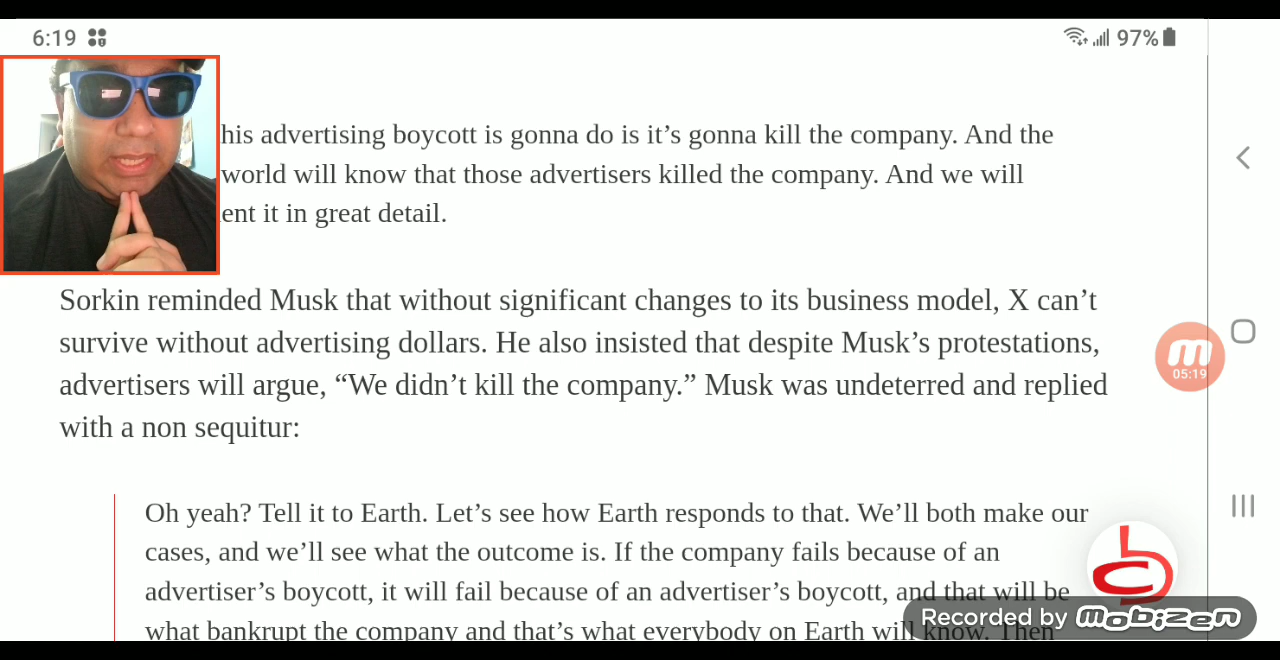 6:19
97%
his advertising boycott is gonna do is it’s gonna kill the company. And the
world will know that those advertisers killed the company. And we will
ent it in great detail.
Sorkin reminded Musk that without significant changes to its business model, X can’t
survive without advertising dollars. He also insisted that despite Musk’s protestations,
advertisers will argue, “We didn’t kill the company.” Musk was undeterred and replied
with a non sequitur:
05:19
Oh yeah? Tell it to Earth. Let’s see how Earth responds to that. We’ll both make our
cases, and we’ll see what the outcome is. If the company fails because of an
advertiser’s boycott, it will fail because of an advertiser’s boycott, and that will be
what bankrupt the company and that’s what everybody on Earth will know. Then
Recorded by mobizen